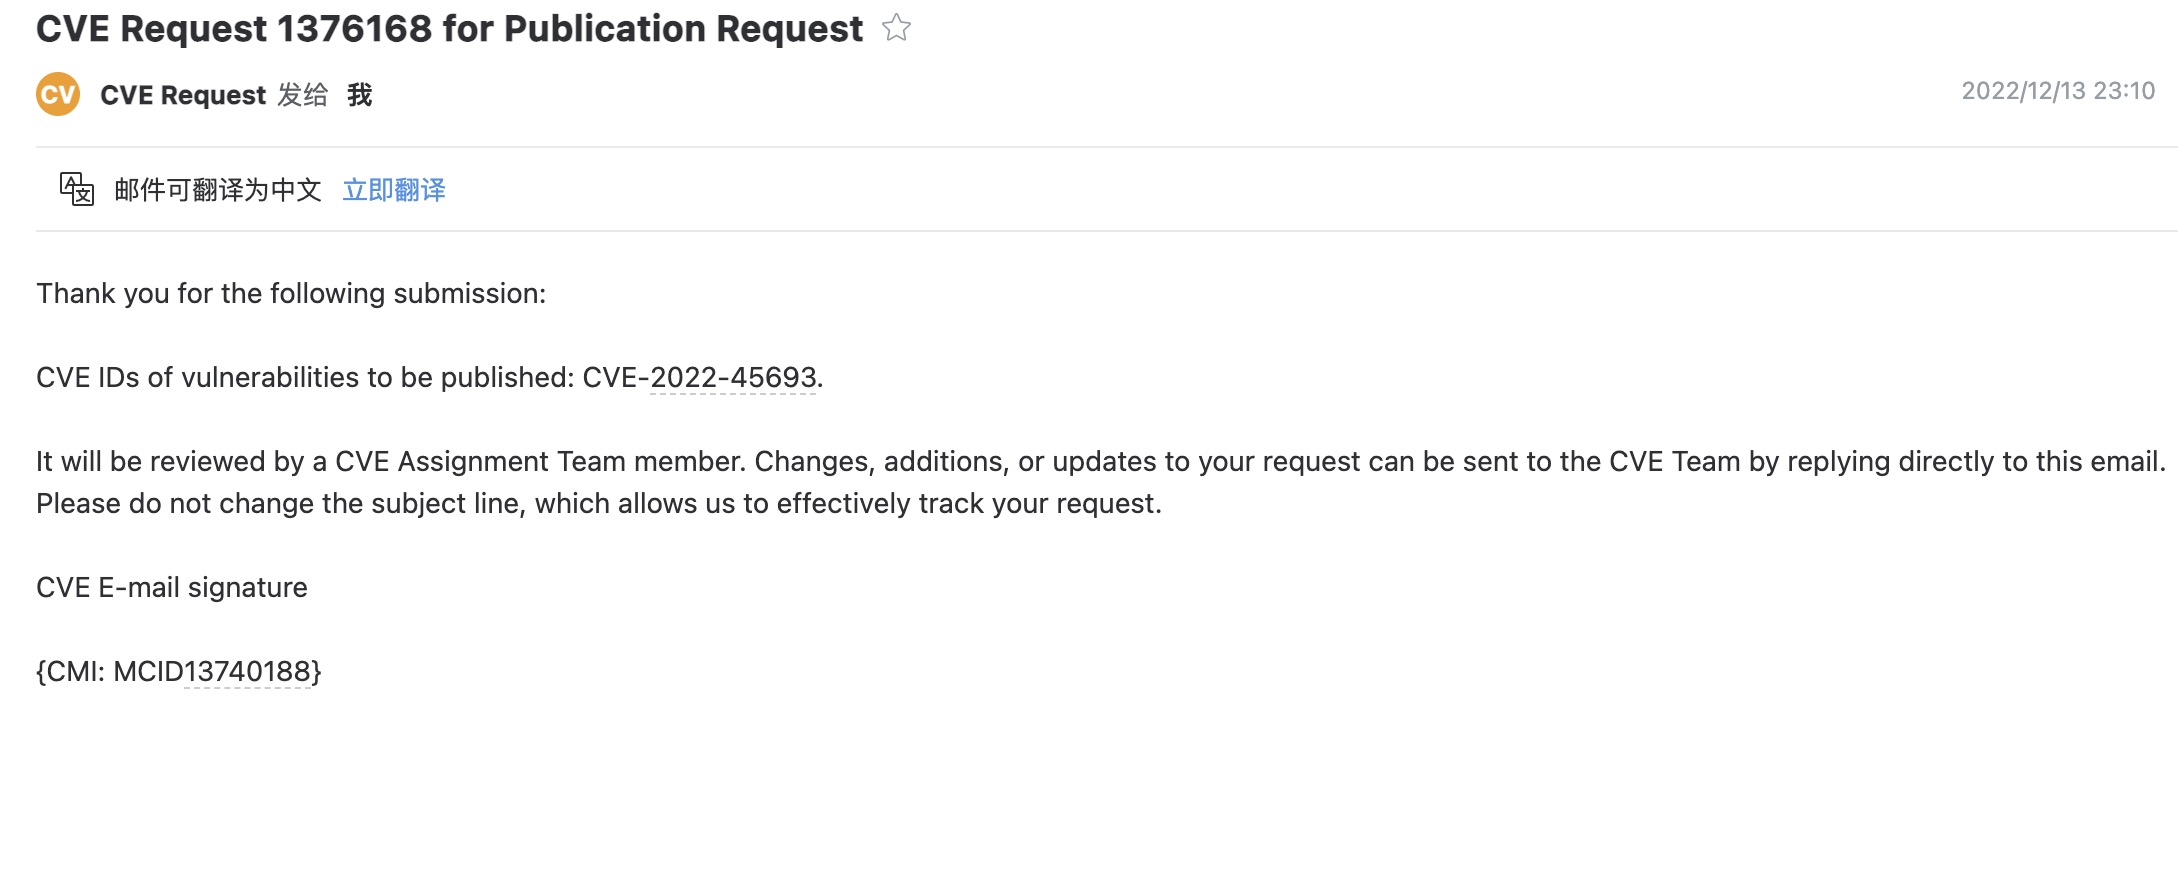 CVE Request 1376168 for Publication Request
CV CVE Request 发给 我 2022/12/13 23:10
邮件可翻译为中文 立即翻译
Thank you for the following submission:
CVE IDs of vulnerabilities to be published: CVE-2022-45693.
It will be reviewed by a CVE Assignment Team member. Changes, additions, or updates to your request can be sent to the CVE Team by replying directly to this email.
Please do not change the subject line, which allows us to effectively track your request.
CVE E-mail signature
{CMI: MCID13740188}